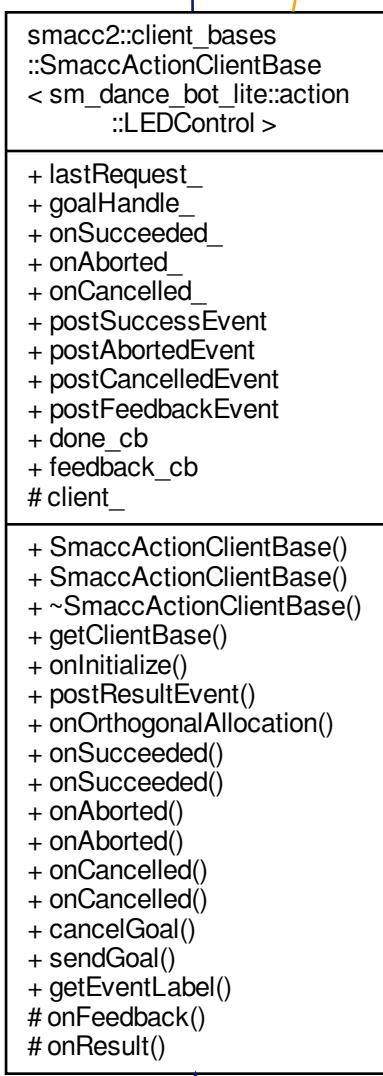 smacc2::client_bases
::SmaccActionClientBase
< sm_dance_bot_lite::action
::LEDControl >
+ lastRequest_
+ goalHandle_
+ onSucceeded_
+ onAborted_
+ onCancelled_
+ postSuccessEvent
+ postAbortedEvent
+ postCancelledEvent
+ postFeedbackEvent
+ done_cb
+ feedback_cb
# client_
+ SmaccActionClientBase()
+ SmaccActionClientBase()
+ ~SmaccActionClientBase()
+ getClientBase()
+ onInitialize()
+ postResultEvent()
+ onOrthogonalAllocation()
+ onSucceeded()
+ onSucceeded()
+ onAborted()
+ onAborted()
+ onCancelled()
+ onCancelled()
+ cancelGoal()
+ sendGoal()
+ getEventLabel()
# onFeedback()
# onResult()